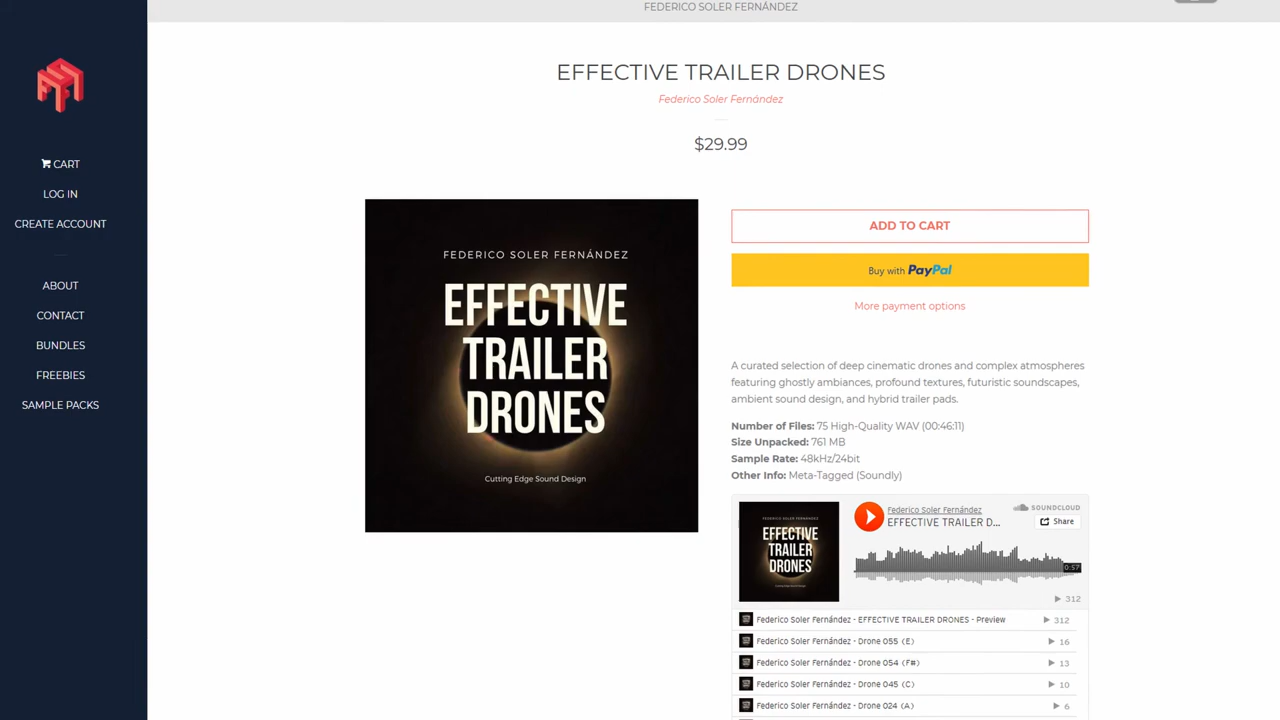 FEDERICO SOLER FERNÁNDEZ
CART
LOG IN
CREATE ACCOUNT
ABOUT
CONTACT
BUNDLES
FREEBIES
SAMPLE PACKS
EFFECTIVE TRAILER DRONES
Federico Soler Fernández
$29.99
FEDERICO SOLER FERNÁNDEZ
EFFECTIVE
TRAILER
DRONES
Cutting Edge Sound Design
ADD TO CART
Buy with PayPal
More payment options
A curated selection of deep cinematic drones and complex atmospheres
featuring ghostly ambiances, profound textures, futuristic soundscapes,
ambient sound design, and hybrid trailer pads.
Number of Files: 75 High-Quality WAV (00:46:11)
Size Unpacked: 761 MB
Sample Rate: 48kHz/24bit
Other Info: Meta-Tagged (Soundly)
FEDERICO SOLER FERNÁNDEZ
EFFECTIVE
TRAILER
DRONES
Federico Soler Fernández
EFFECTIVE TRAILER D...
SOUNDCLOUD
Share
0:57
312
Federico Soler Fernández - EFFECTIVE TRAILER DRONES - Preview 312
Federico Soler Fernández - Drone 055 (E) 16
Federico Soler Fernández - Drone 054 (F#) 13
Federico Soler Fernández - Drone 045 (C) 10
Federico Soler Fernández - Drone 024 (A) 6